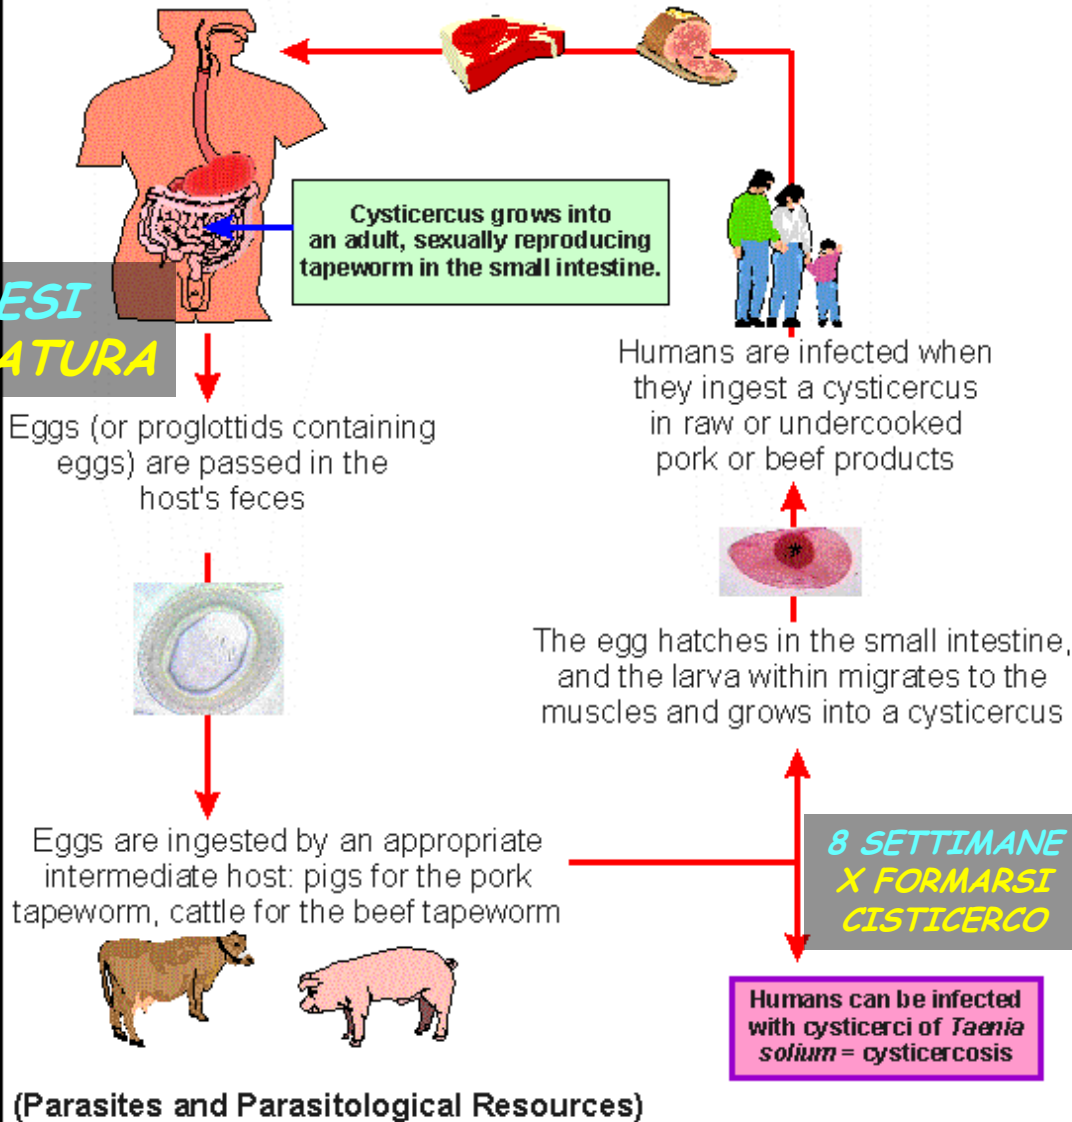 Cysticercus grows into
an adult, sexually reproducing
tapeworm in the small intestine.
ESI
ATURA
Eggs (or proglottids containing
eggs) are passed in the
host's feces
Eggs are ingested by an appropriate
intermediate host: pigs for the pork
tapeworm, cattle for the beef tapeworm
Humans are infected when
they ingest a cysticercus
in raw or undercooked
pork or beef products
The egg hatches in the small intestine,
and the larva within migrates to the
muscles and grows into a cysticercus
8 SETTIMANE
X FORMARSI
CISTICERCO
Humans can be infected
with cysticerci of Taenia
solium = cysticercosis
(Parasites and Parasitological Resources)